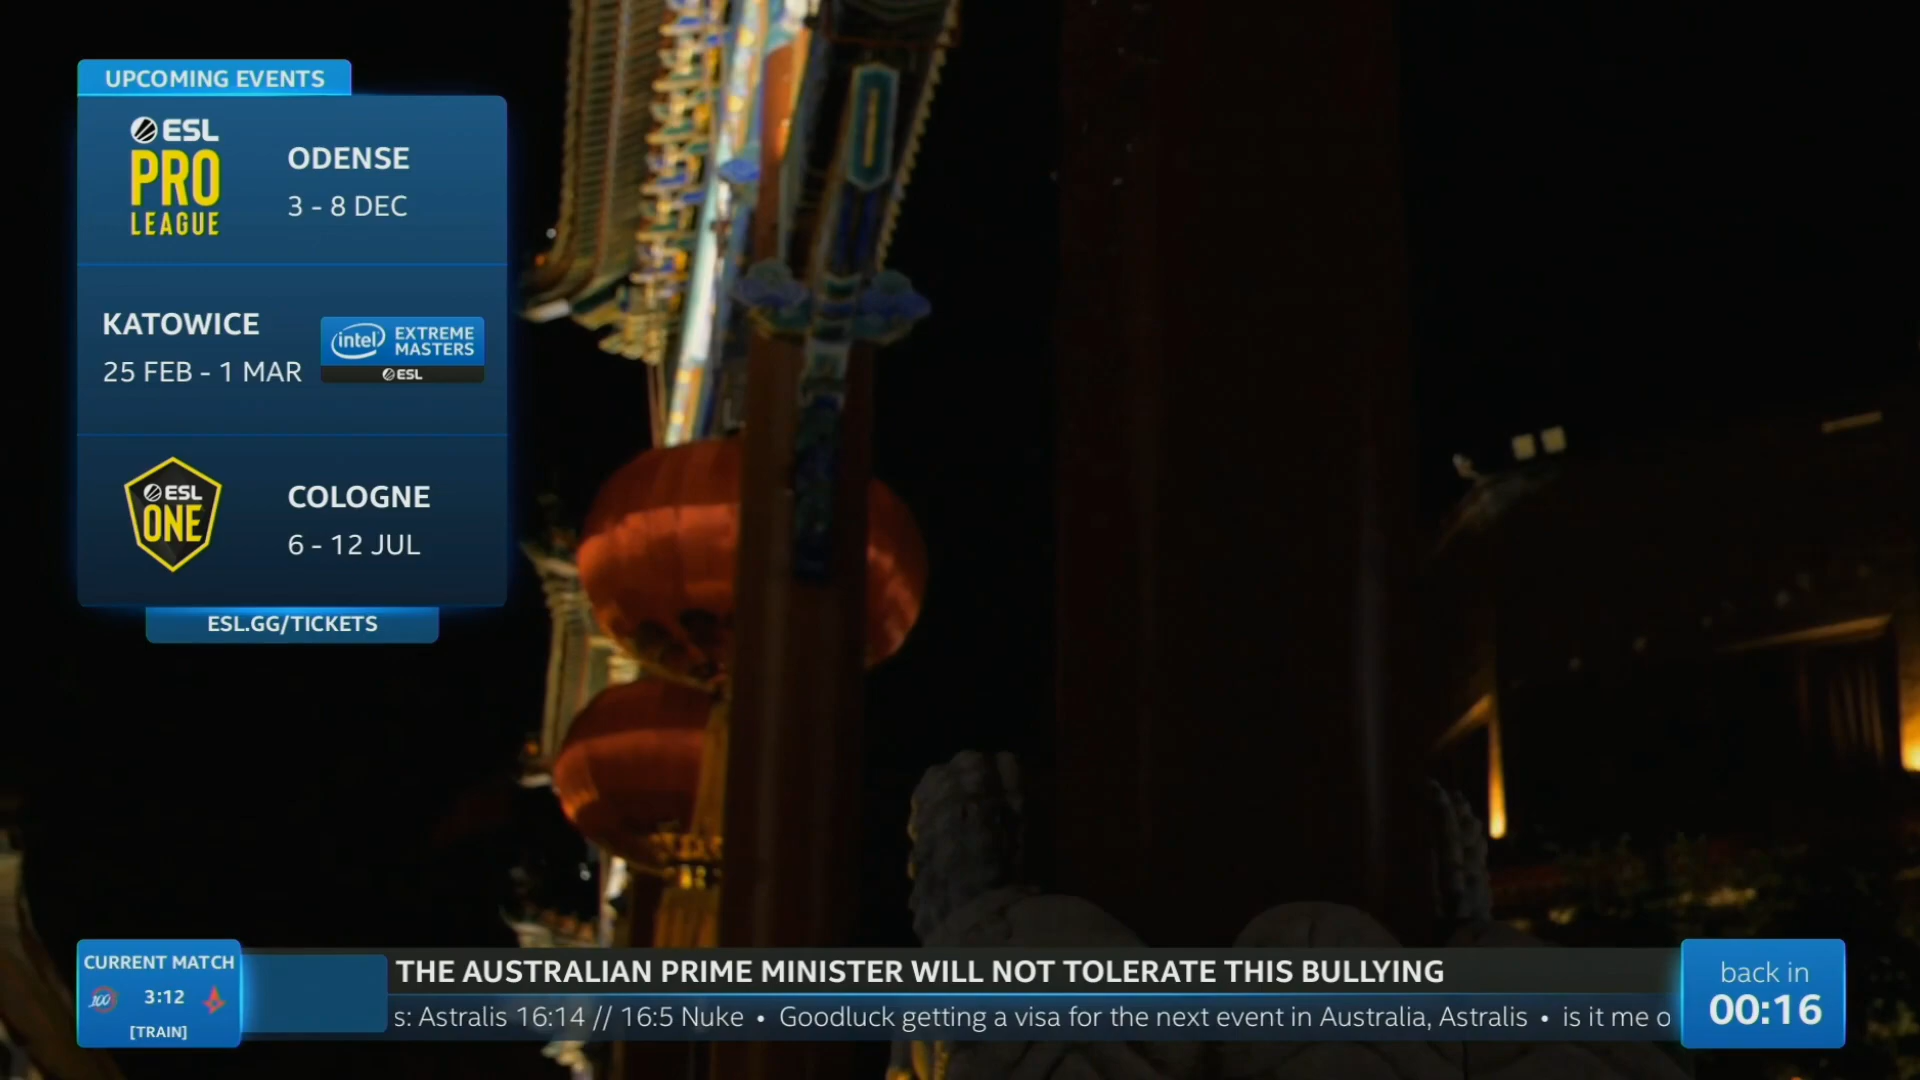 UPCOMING EVENTS
ESL
PRO
LEAGUE
ODENSE
3 - 8 DEC
KATOWICE
25 FEB - 1 MAR
intel EXTREME
MASTERS
ESL
ESL
ONE
COLOGNE
6 - 12 JUL
ESL.GG/TICKETS
CURRENT MATCH
100 3:12
[TRAIN]
THE AUSTRALIAN PRIME MINISTER WILL NOT TOLERATE THIS BULLYING
s: Astralis 16:14 // 16:5 Nuke • Goodluck getting a visa for the next event in Australia, Astralis • is it me o
back in
00:16